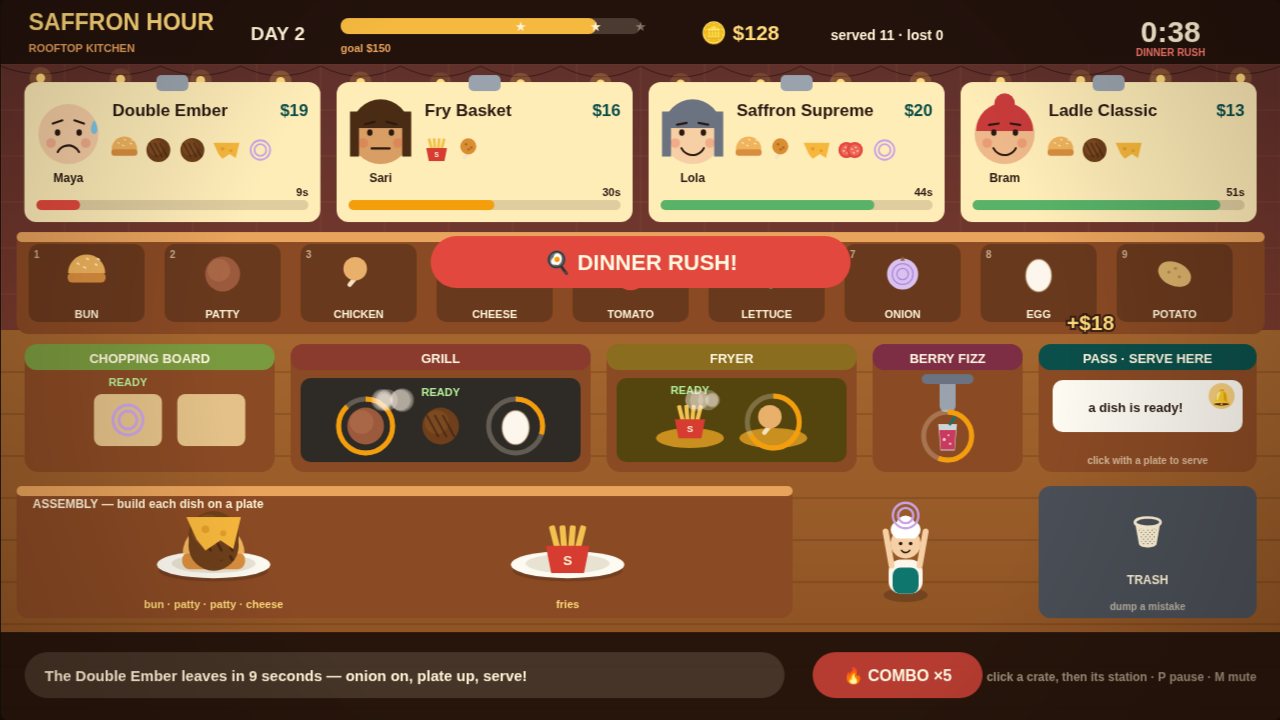 SAFFRON HOUR
ROOFTOP KITCHEN
DAY 2
goal $150
$128
served 11 · lost 0
0:38
DINNER RUSH
Double Ember $19
Maya
9s
Fry Basket $16
S
Sari
30s
Saffron Supreme $20
Lola
44s
Ladle Classic $13
Bram
51s
DINNER RUSH!
1 BUN
2 PATTY
3 CHICKEN
CHEESE
TOMATO
LETTUCE
7 ONION
8 EGG
9 POTATO
+$18
CHOPPING BOARD
READY
GRILL
READY
FRYER
READY
S
BERRY FIZZ
PASS · SERVE HERE
a dish is ready!
click with a plate to serve
ASSEMBLY — build each dish on a plate
bun · patty · patty · cheese
S
fries
TRASH
dump a mistake
The Double Ember leaves in 9 seconds — onion on, plate up, serve!
COMBO ×5
click a crate, then its station · P pause · M mute